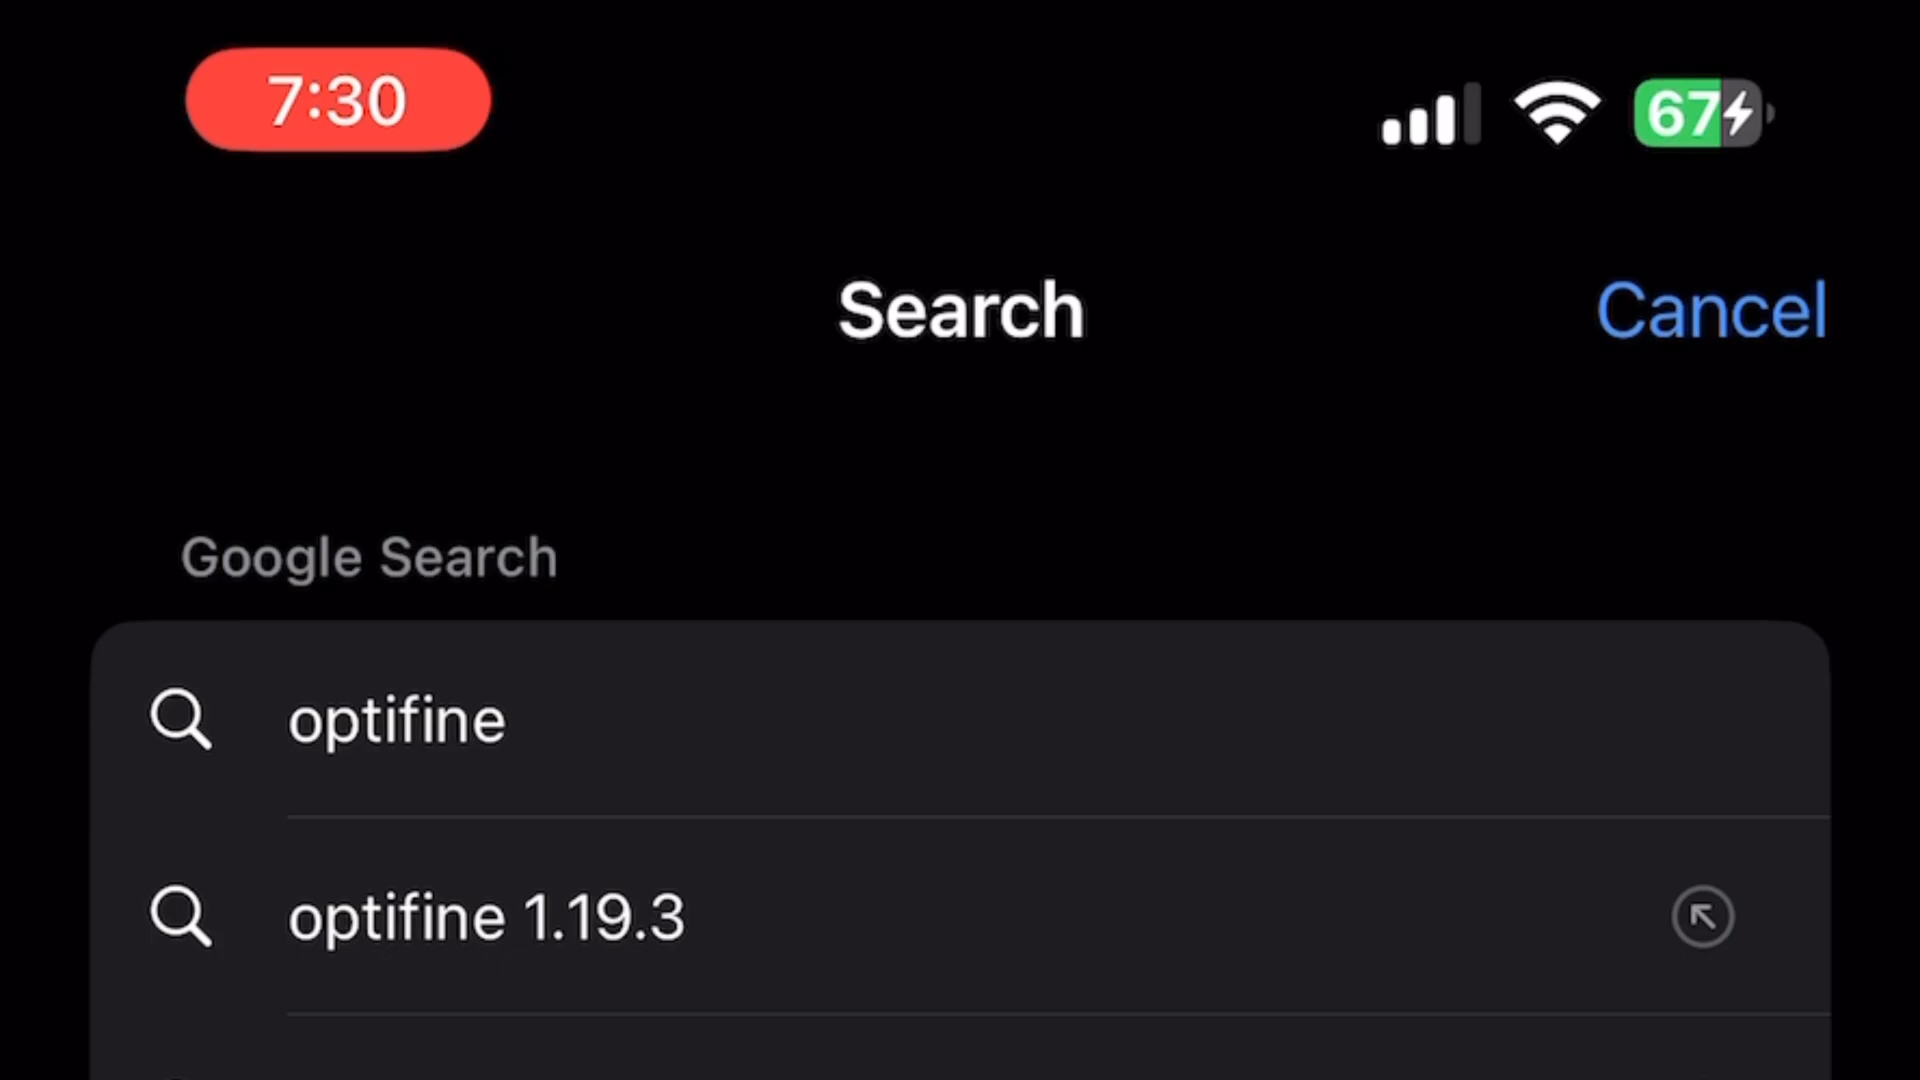 7:30
67
Search
Cancel
Google Search
optifine
optifine 1.19.3